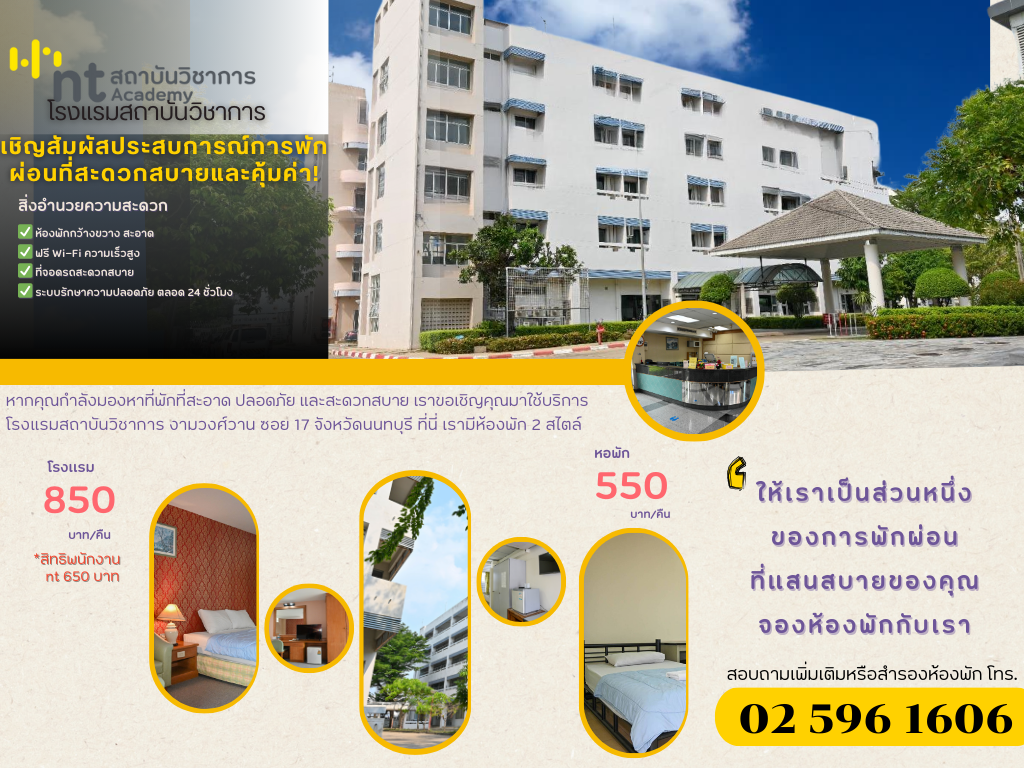 nt สถาบันวิชาการ
Academy
โรงแรมสถาบันวิชาการ
เชิญสัมผัสประสบการณ์การพัก
ผ่อนที่สะดวกสบายและคุ้มค่า!
สิ่งอำนวยความสะดวก
✅ ห้องพักกว้างขวาง สะอาด
✅ ฟรี Wi-Fi ความเร็วสูง
✅ ที่จอดรถสะดวกสบาย
✅ ระบบรักษาความปลอดภัย ตลอด 24 ชั่วโมง
หากคุณกำลังมองหาที่พักที่สะอาด ปลอดภัย และสะดวกสบาย เราขอเชิญคุณมาใช้บริการ
โรงแรมสถาบันวิชาการ งามวงศ์วาน ซอย 17 จังหวัดนนทบุรี ที่นี่ เรามีห้องพัก 2 สไตล์
โรงแรม
850
บาท/คืน
*สิทธิพนักงาน
nt 650 บาท
หอพัก
550
บาท/คืน
ให้เราเป็นส่วนหนึ่ง
ของการพักผ่อน
ที่แสนสบายของคุณ
จองห้องพักกับเรา
สอบถามเพิ่มเติมหรือสำรองห้องพัก โทร.
02 596 1606